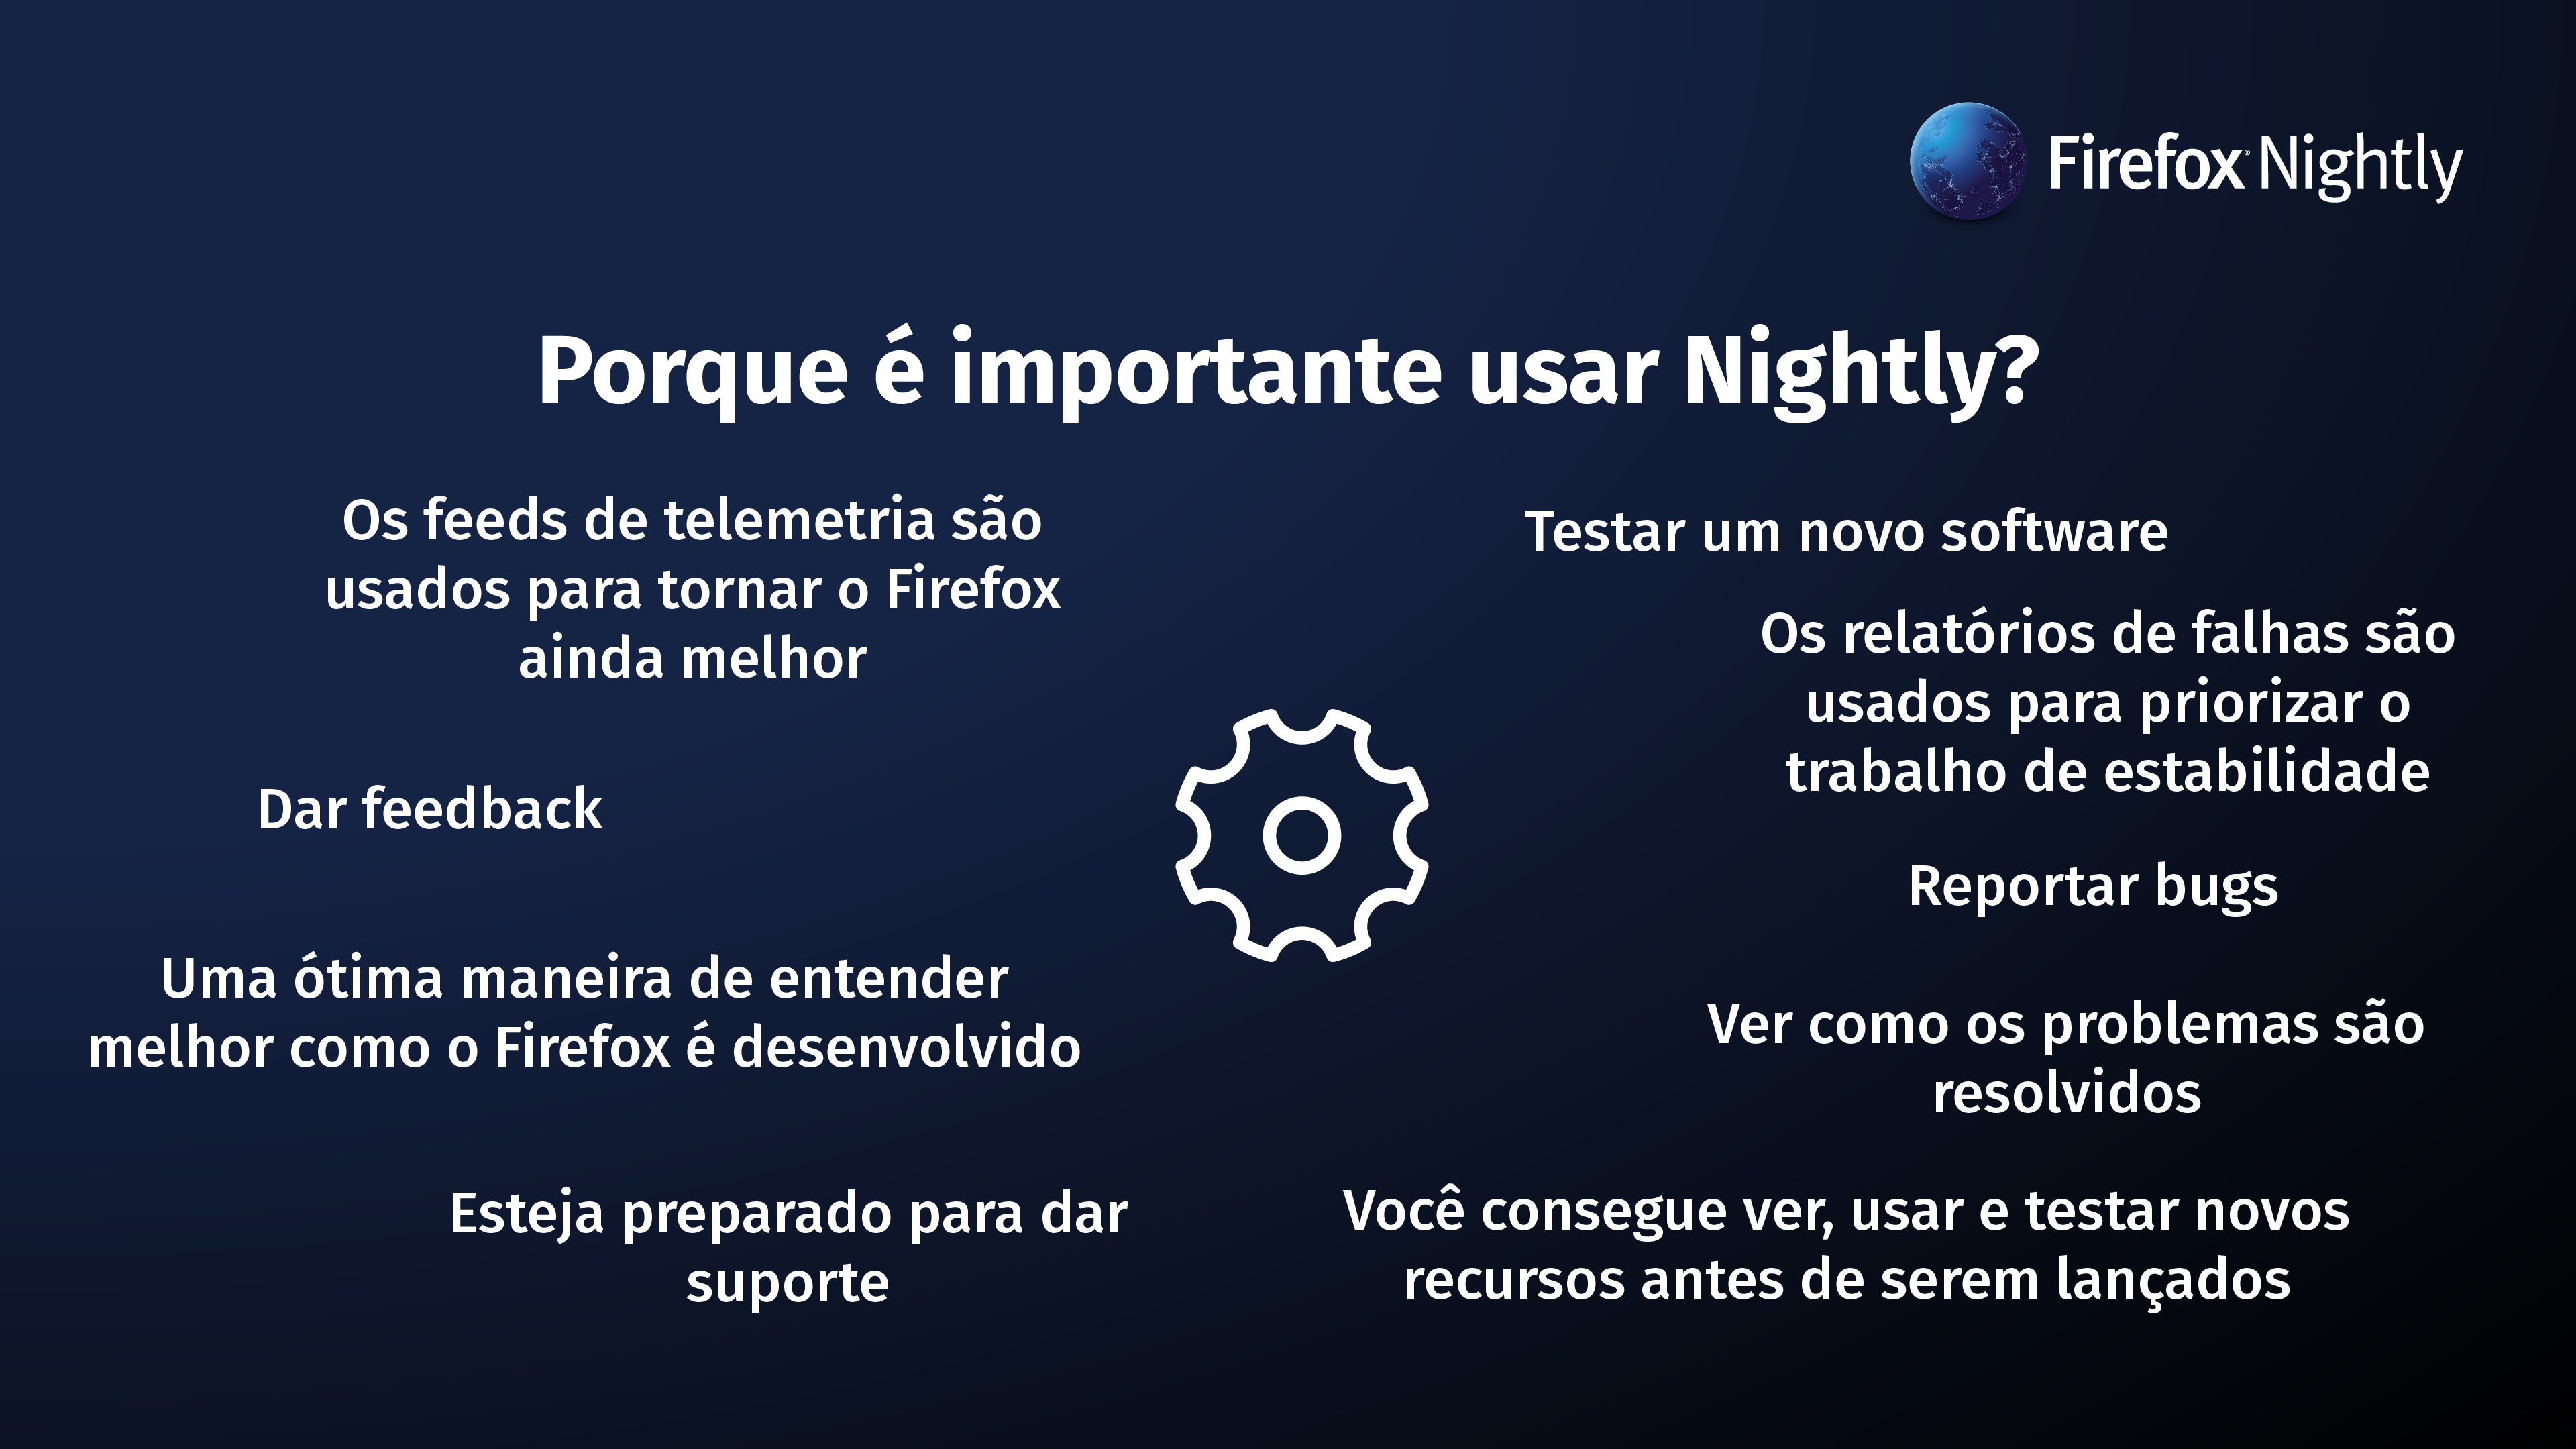 Firefox Nightly
Porque é importante usar Nightly?
Os feeds de telemetria são
usados para tornar o Firefox
ainda melhor
Dar feedback
Uma ótima maneira de entender
melhor como o Firefox é desenvolvido
Esteja preparado para dar
suporte
Testar um novo software
Os relatórios de falhas são
usados para priorizar o
trabalho de estabilidade
Reportar bugs
Ver como os problemas são
resolvidos
Você consegue ver, usar e testar novos
recursos antes de serem lançados